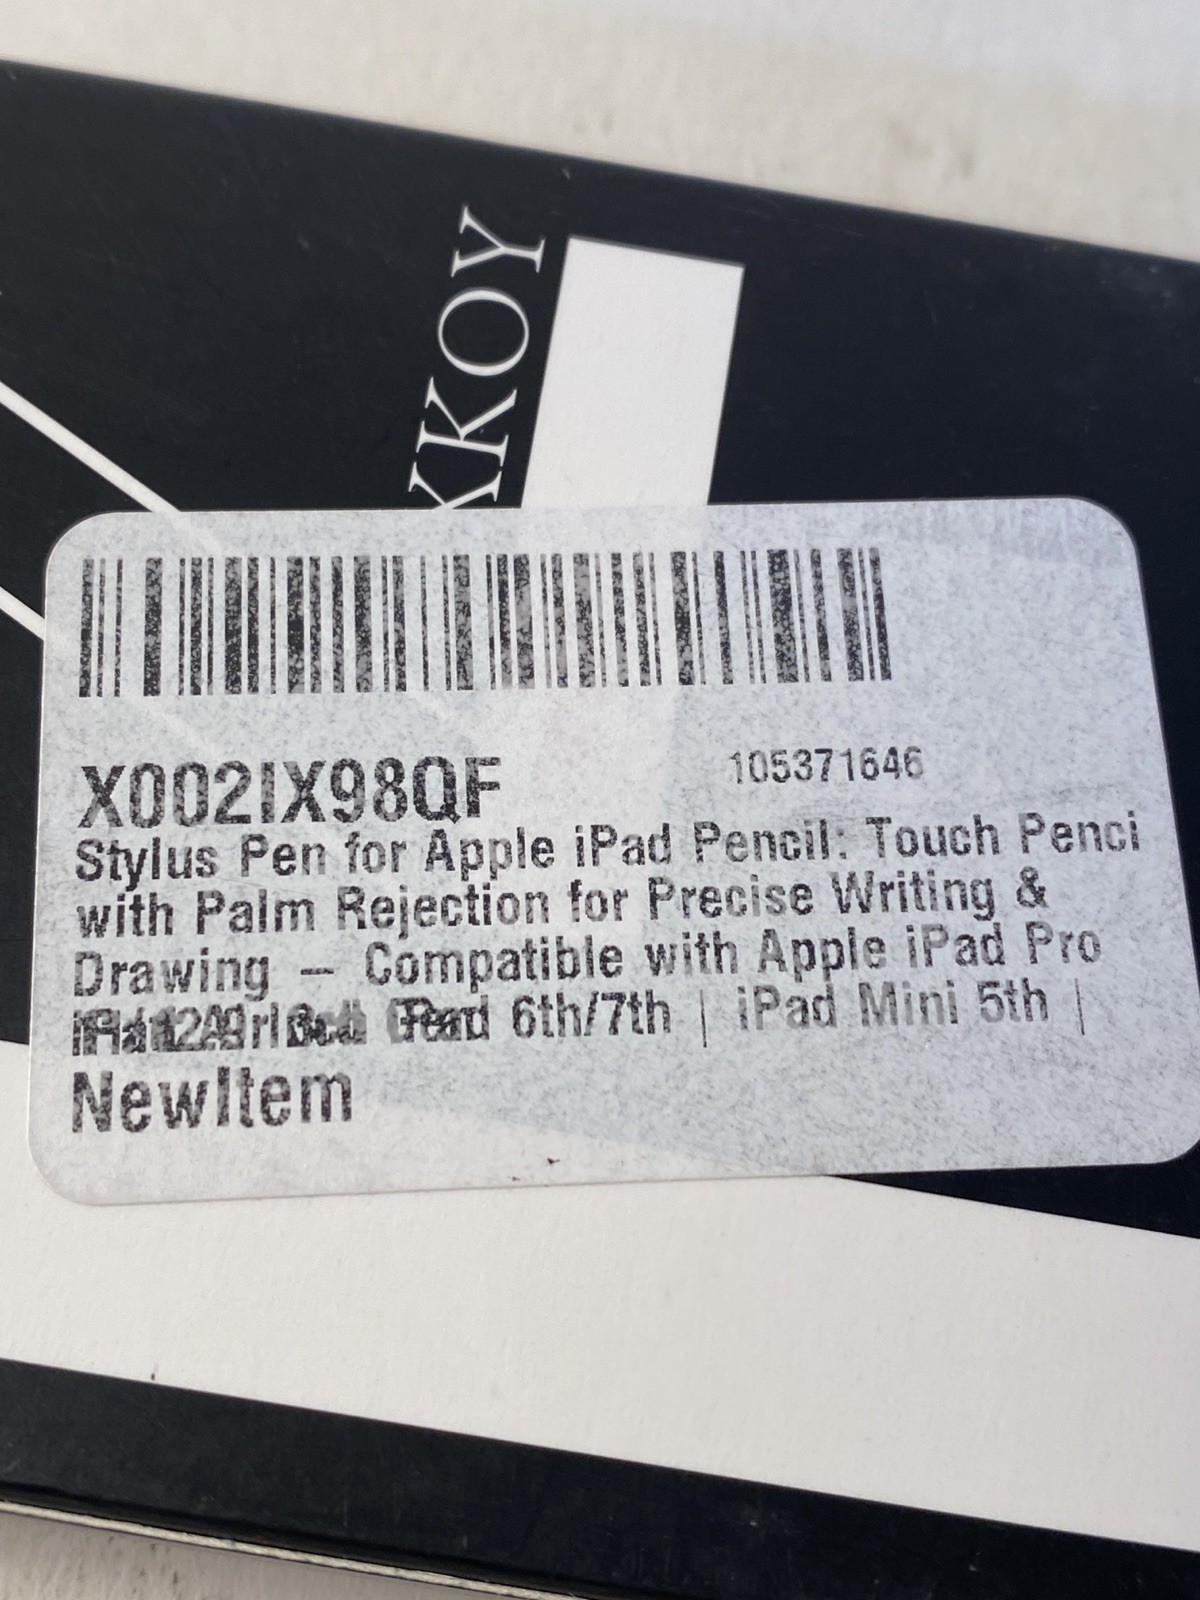 KKOY
X002IX98QF
105371646
Stylus Pen for Apple iPad Pencil: Touch Penci
with Palm Rejection for Precise Writing &
Drawing – Compatible with Apple iPad Pro
6th/7th | iPad Mini 5th |
NewItem